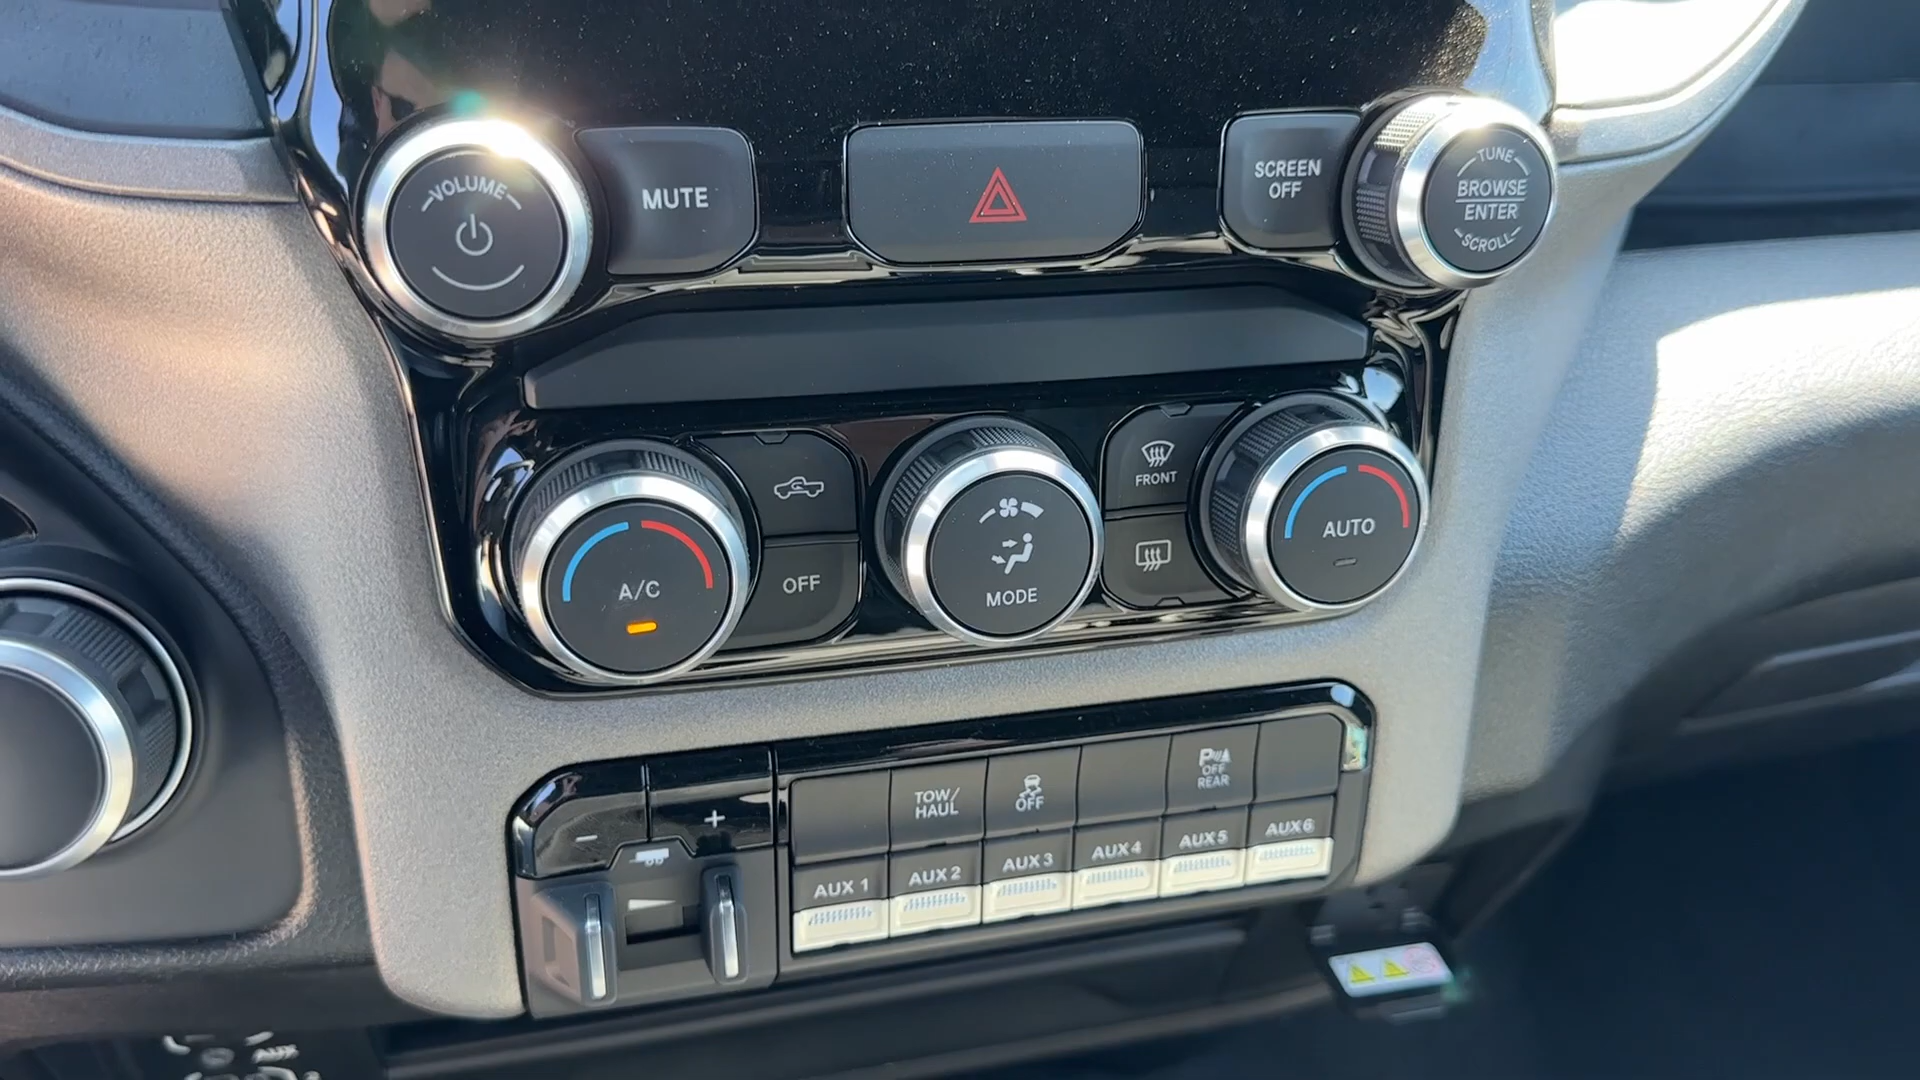 VOLUME
MUTE
SCREEN
OFF
TUNE
BROWSE
ENTER
SCROLL
A/C
OFF
MODE
FRONT
AUTO
-
+
TOW/
HAUL
OFF
P
OFF
REAR
AUX 1
AUX 2
AUX 3
AUX 4
AUX 5
AUX 6
AUX